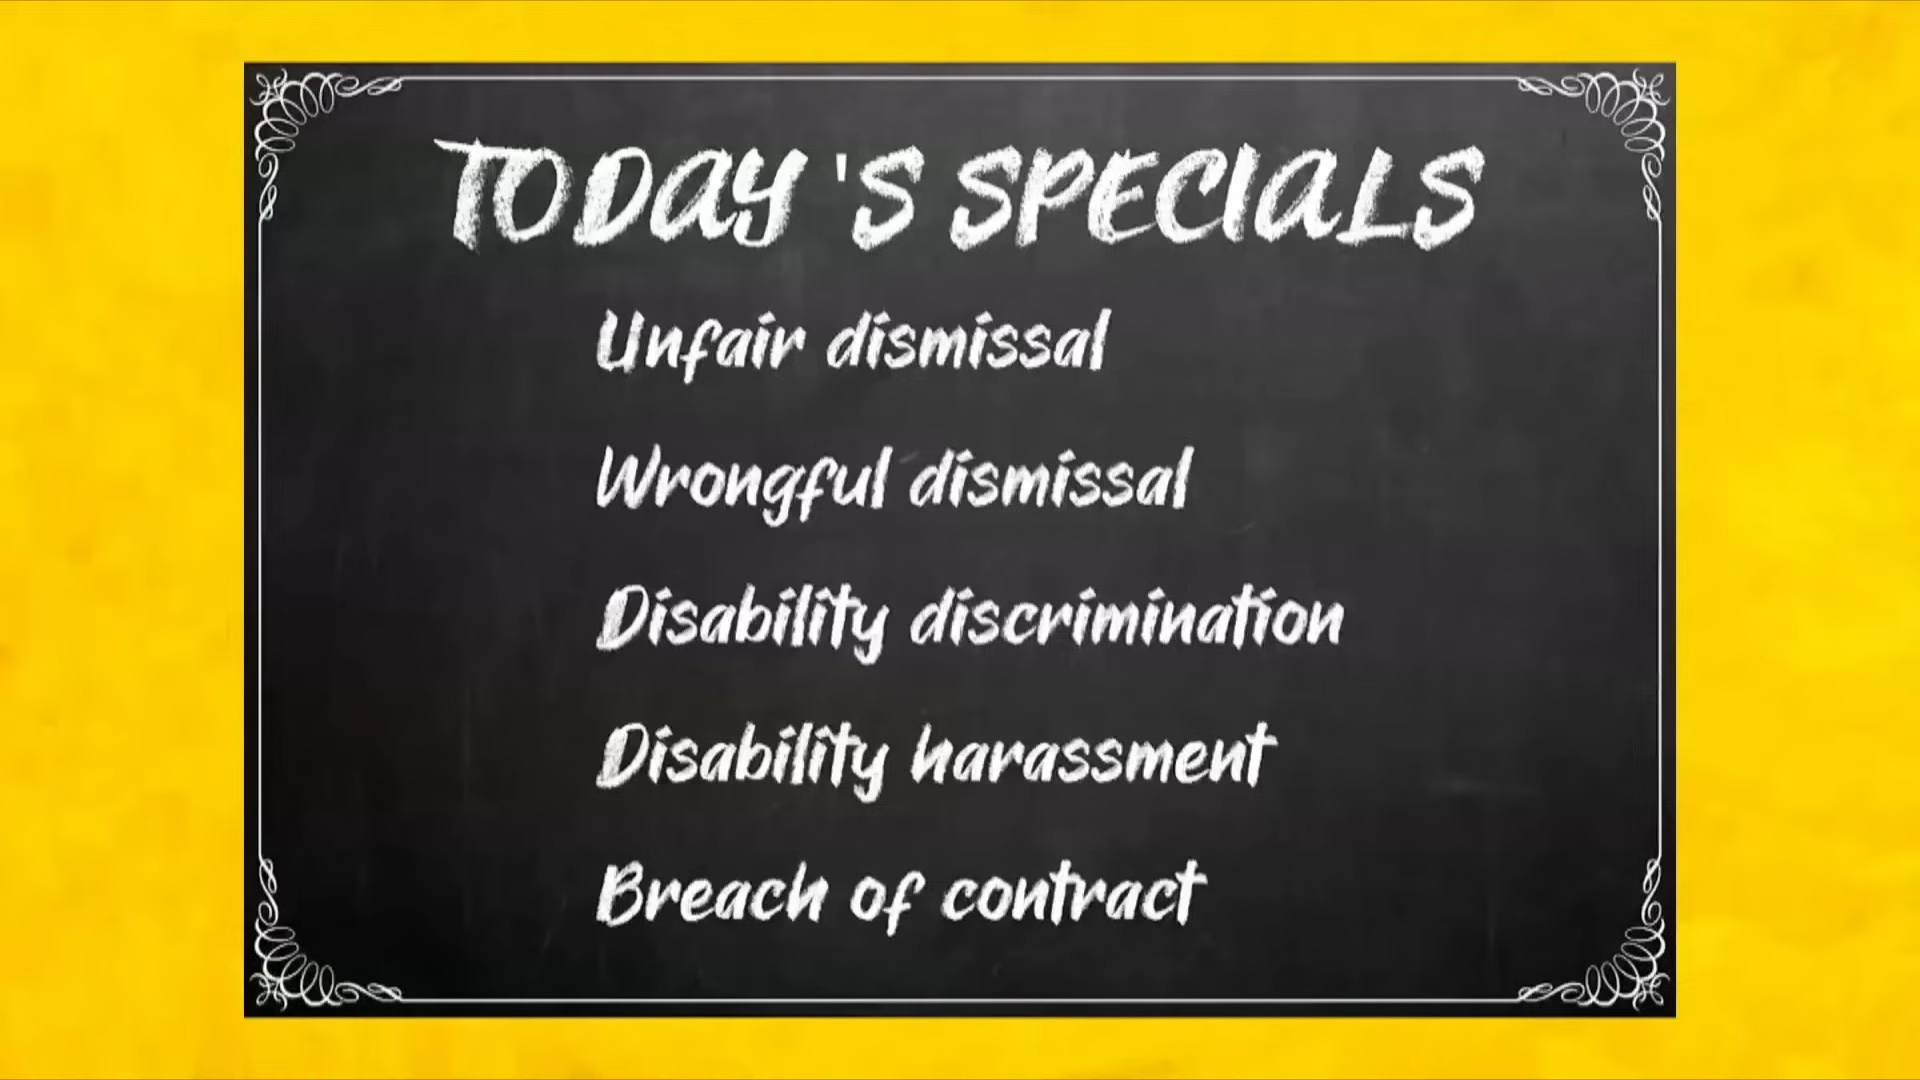 TODAY'S SPECIALS
Unfair dismissal
Wrongful dismissal
Disability discrimination
Disability harassment
Breach of contract